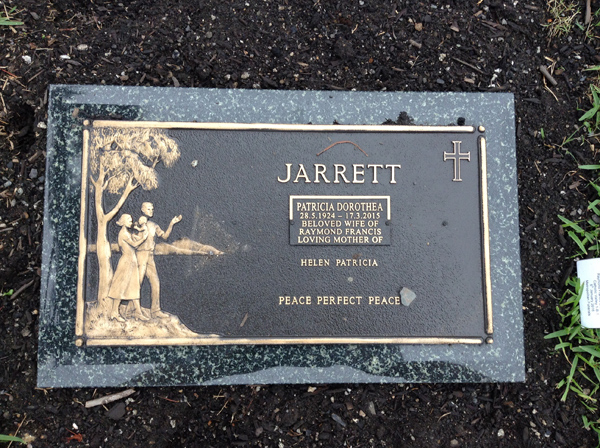 JARRETT
PATRICIA DOROTHEA
28.5.1924 – 17.3.2015
BELOVED WIFE OF
RAYMOND FRANCIS
LOVING MOTHER OF
HELEN PATRICIA
PEACE PERFECT PEACE